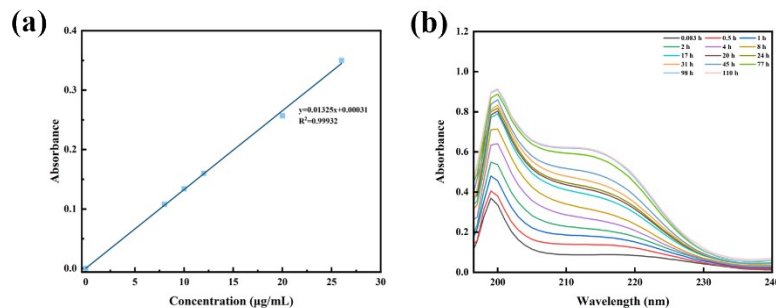 (a)
0.4
0.3
0.2
0.1
0.0
Absorbance
y=0.01325x+0.00031
R²=0.99932
0 5 10 15 20 25 30
Concentration (µg/mL)
(b)
1.2
1.0
0.8
0.6
0.4
0.2
0.0
Absorbance
0.083 h 0.5 h 1 h
2 h 4 h 8 h
17 h 20 h 24 h
31 h 45 h 77 h
98 h 110 h
200 210 220 230 240
Wavelength (nm)